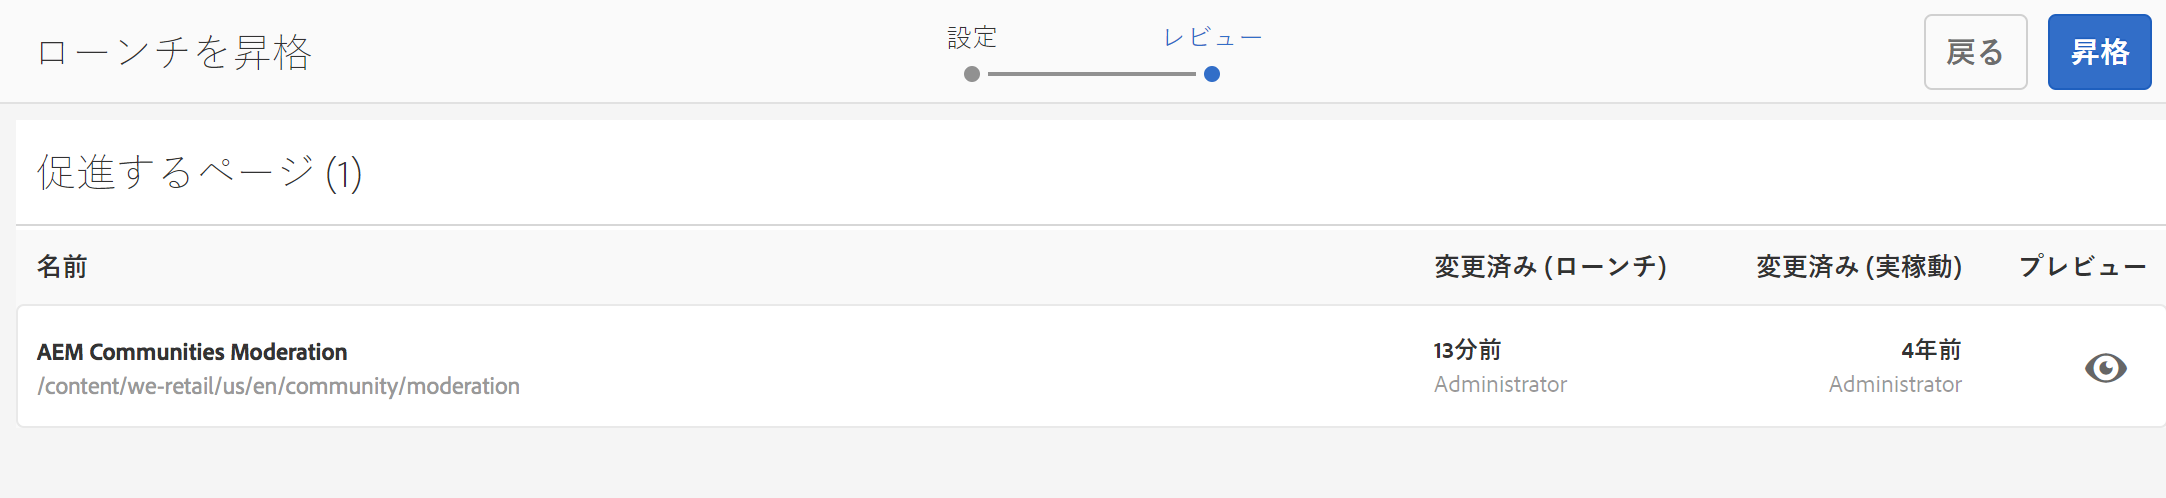 ローンチを昇格
設定
レビュー
戻る
昇格
促進するページ (1)
名前
変更済み (ローンチ)
変更済み (実稼動)
プレビュー
AEM Communities Moderation
13分前
4年前
/content/we-retail/us/en/community/moderation
Administrator
Administrator